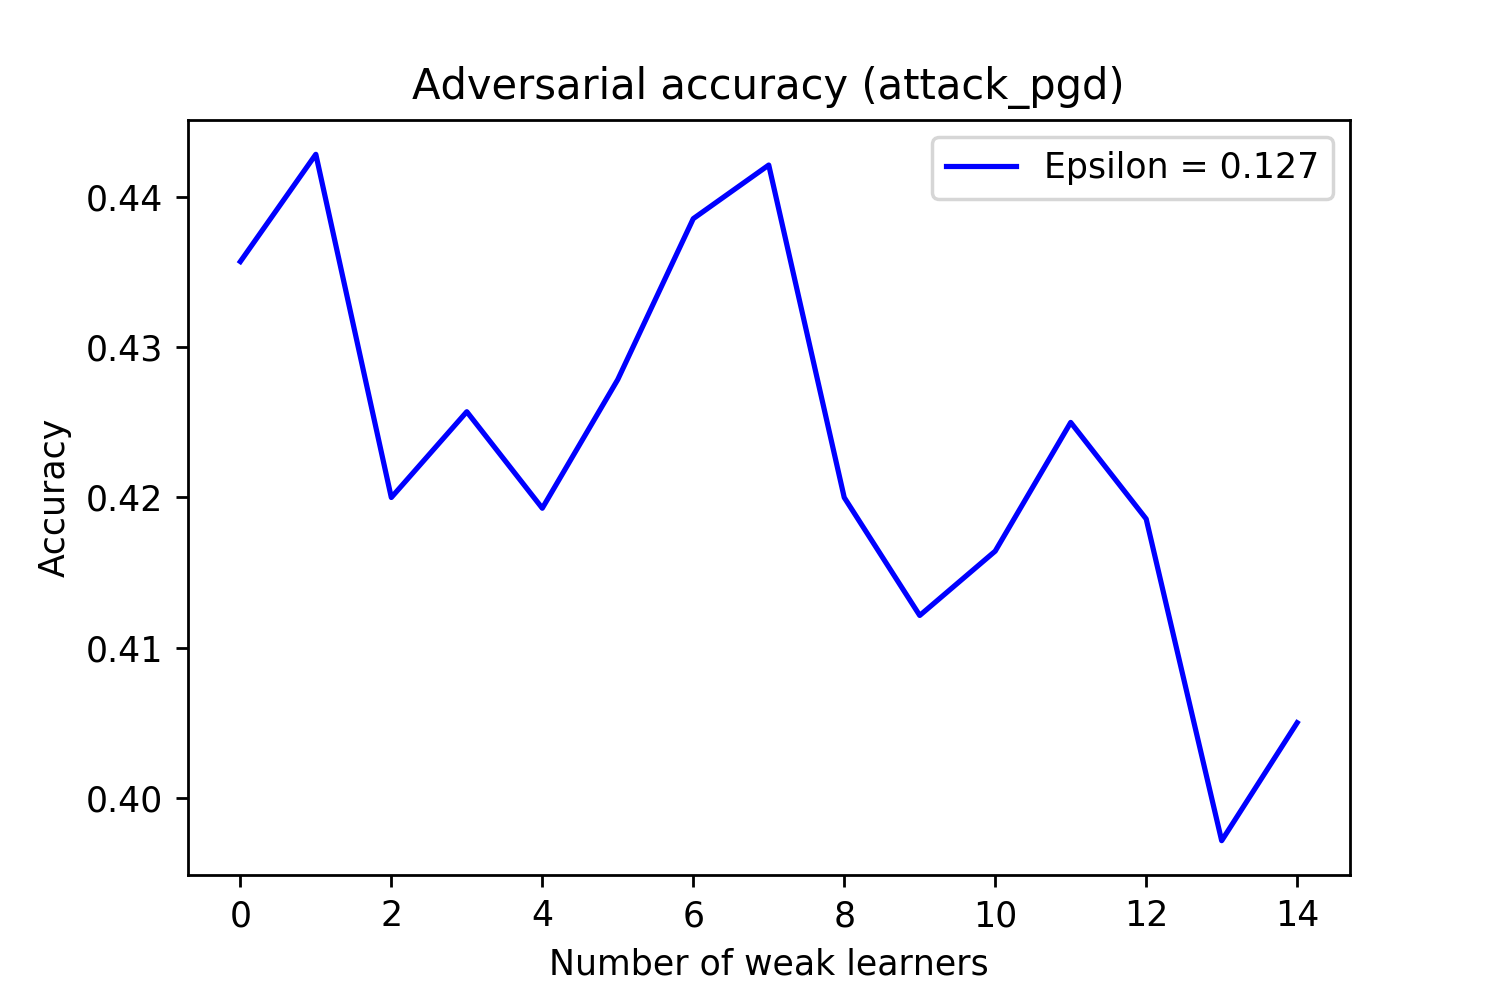 Adversarial accuracy (attack_pgd)
Epsilon = 0.127
0.44
0.43
0.42
0.41
0.40
Accuracy
0 2 4 6 8 10 12 14
Number of weak learners